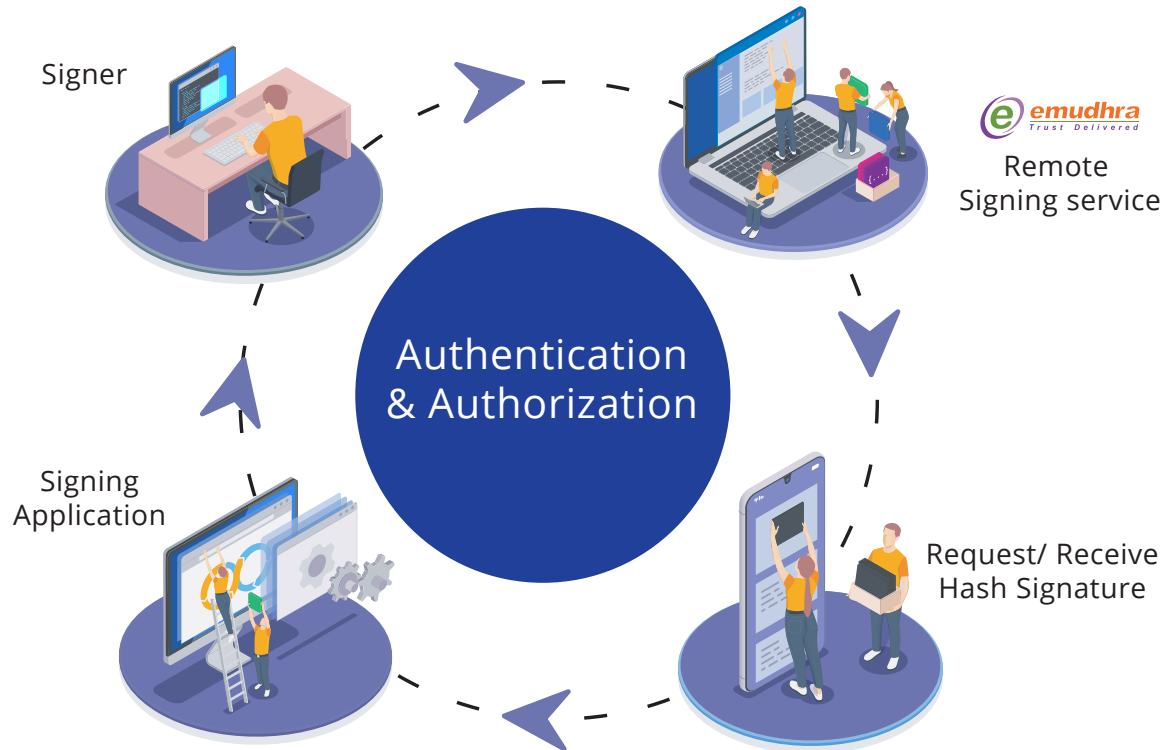 Signer
emudhra
Trust Delivered
Remote
Signing service
Authentication
& Authorization
Signing
Application
Request/ Receive
Hash Signature
{...}